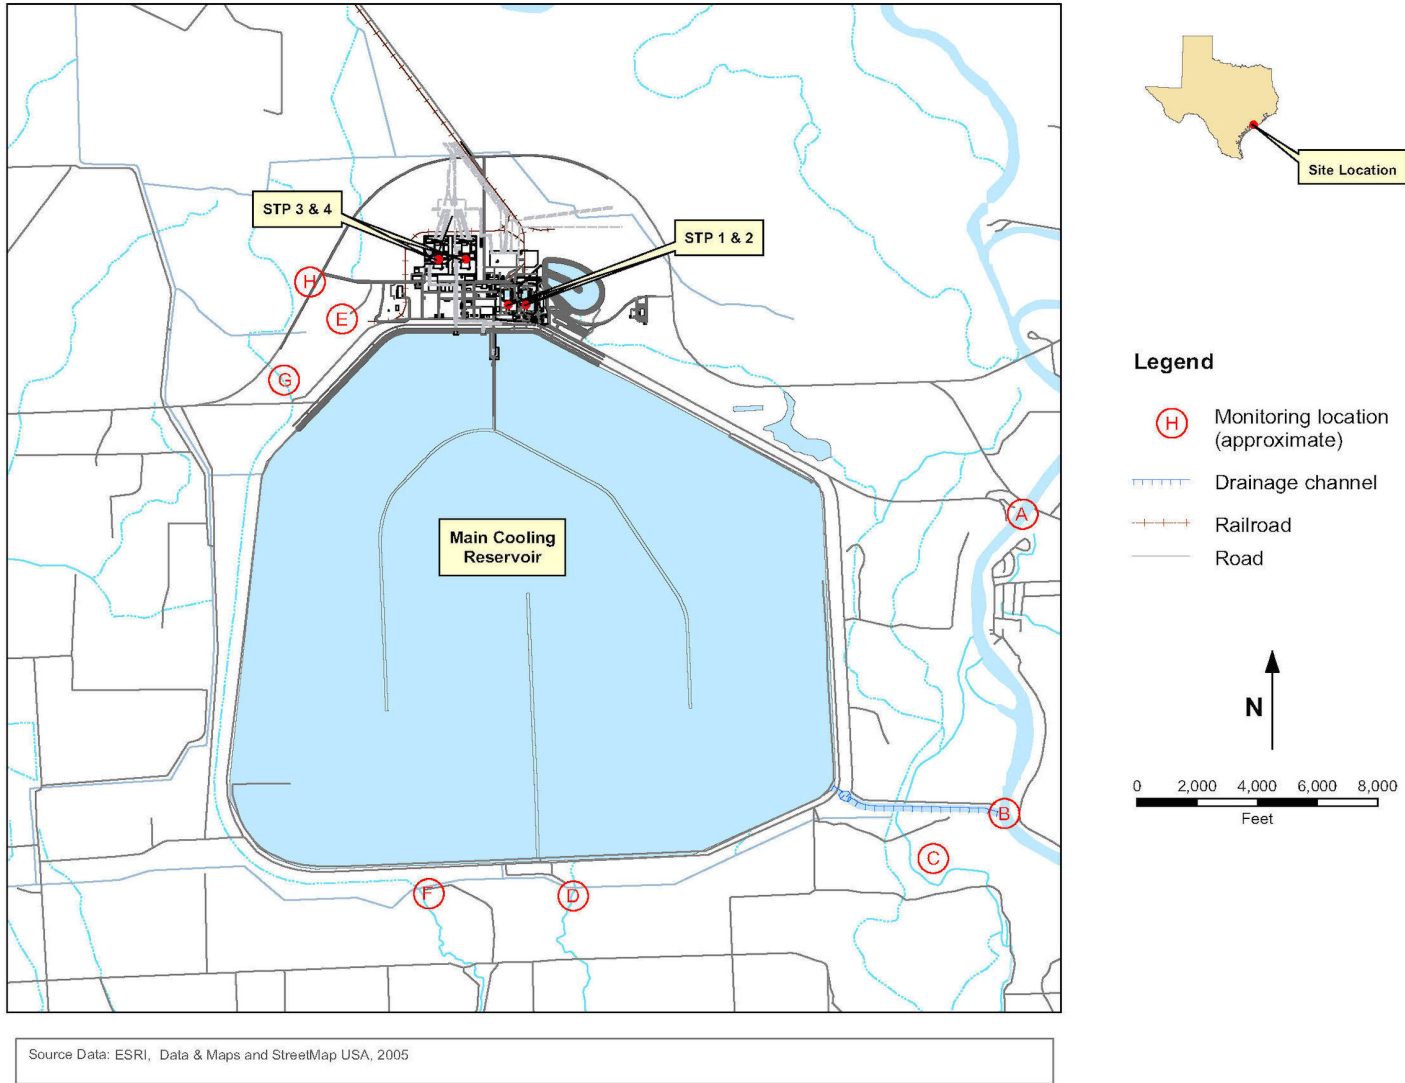 STP 3 & 4
STP 1 & 2
Site Location
H
E
G
Legend
H
Monitoring location
(approximate)
Drainage channel
A
Railroad
Main Cooling
Reservoir
Road
N
0
2,000
4,000
6,000
8,000
Feet
B
C
F
D
Source Data: ESRI, Data & Maps and StreetMap USA, 2005